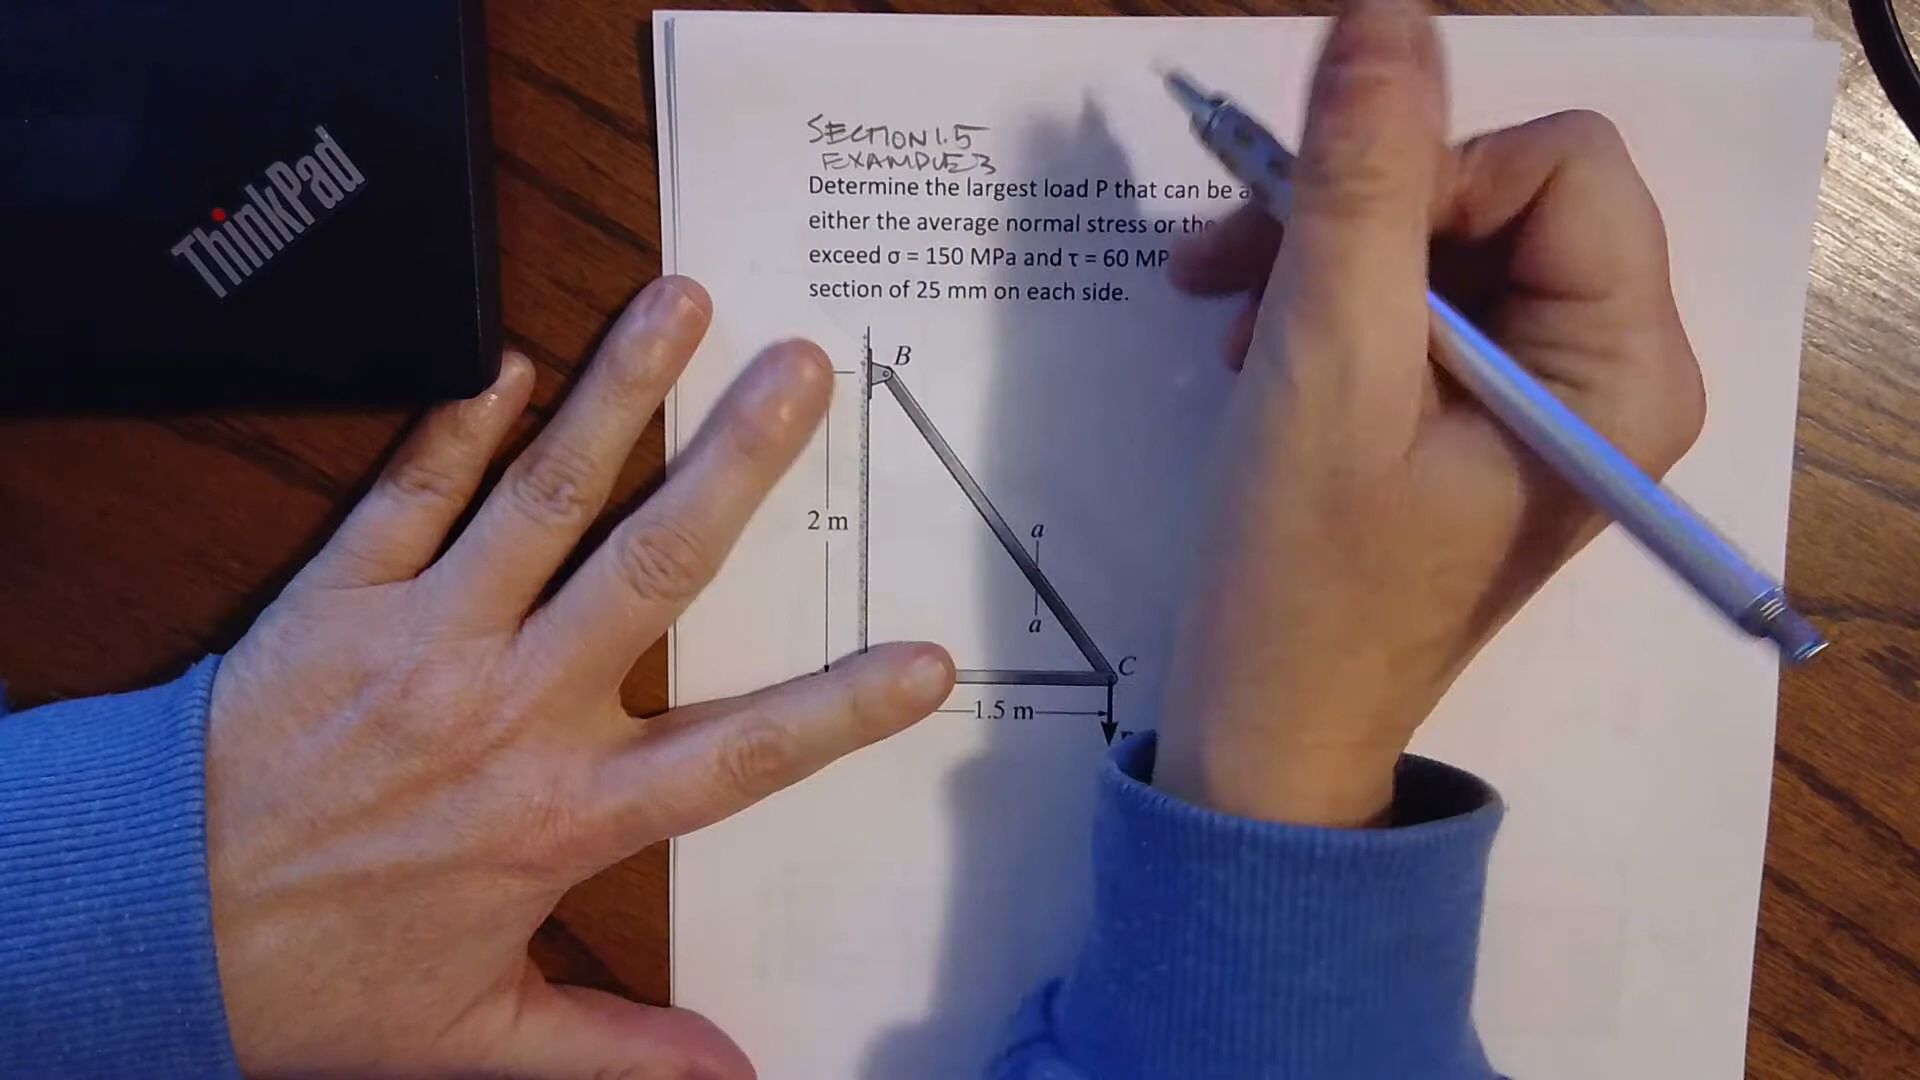 ThinkPad
SECTION 1.5
EXAMPLE 3
Determine the largest load P that can be a
either the average normal stress or the
exceed σ = 150 MPa and τ = 60 MP
section of 25 mm on each side.
B
a
2 m
a
C
1.5 m